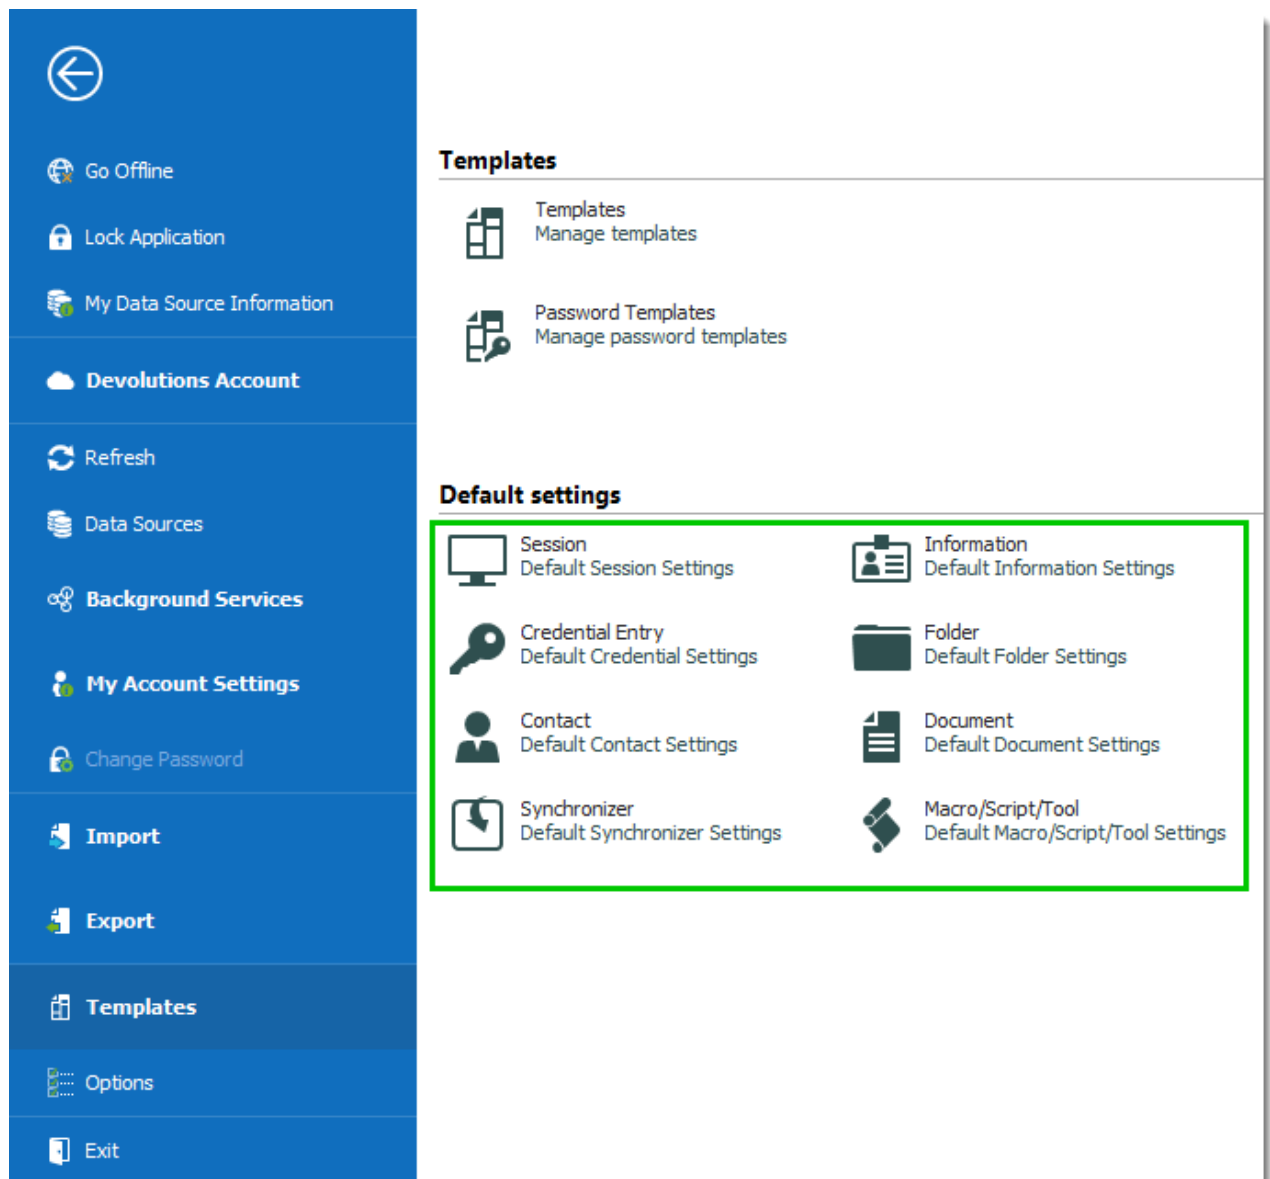 Go Offline
Lock Application
My Data Source Information
Devolutions Account
Refresh
Data Sources
Background Services
My Account Settings
Change Password
Import
Export
Templates
Options
Exit
Templates
Templates
Manage templates
Password Templates
Manage password templates
Default settings
Session
Default Session Settings
Information
Default Information Settings
Credential Entry
Default Credential Settings
Folder
Default Folder Settings
Contact
Default Contact Settings
Document
Default Document Settings
Synchronizer
Default Synchronizer Settings
Macro/Script/Tool
Default Macro/Script/Tool Settings